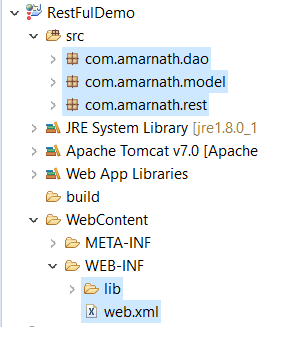 RestFulDemo
src
com.amarnath.dao
com.amarnath.model
com.amarnath.rest
JRE System Library [jre1.8.0_1
Apache Tomcat v7.0 [Apache
Web App Libraries
build
WebContent
META-INF
WEB-INF
lib
web.xml